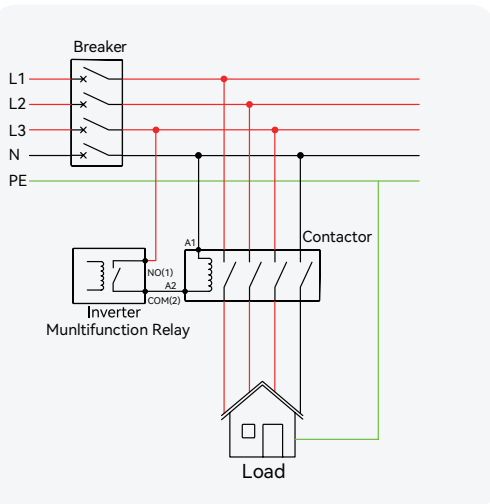 Breaker
L1
L2
L3
N
PE
Contactor
A1
NO(1)
A2
COM(2)
Inverter
Munltifunction Relay
Load